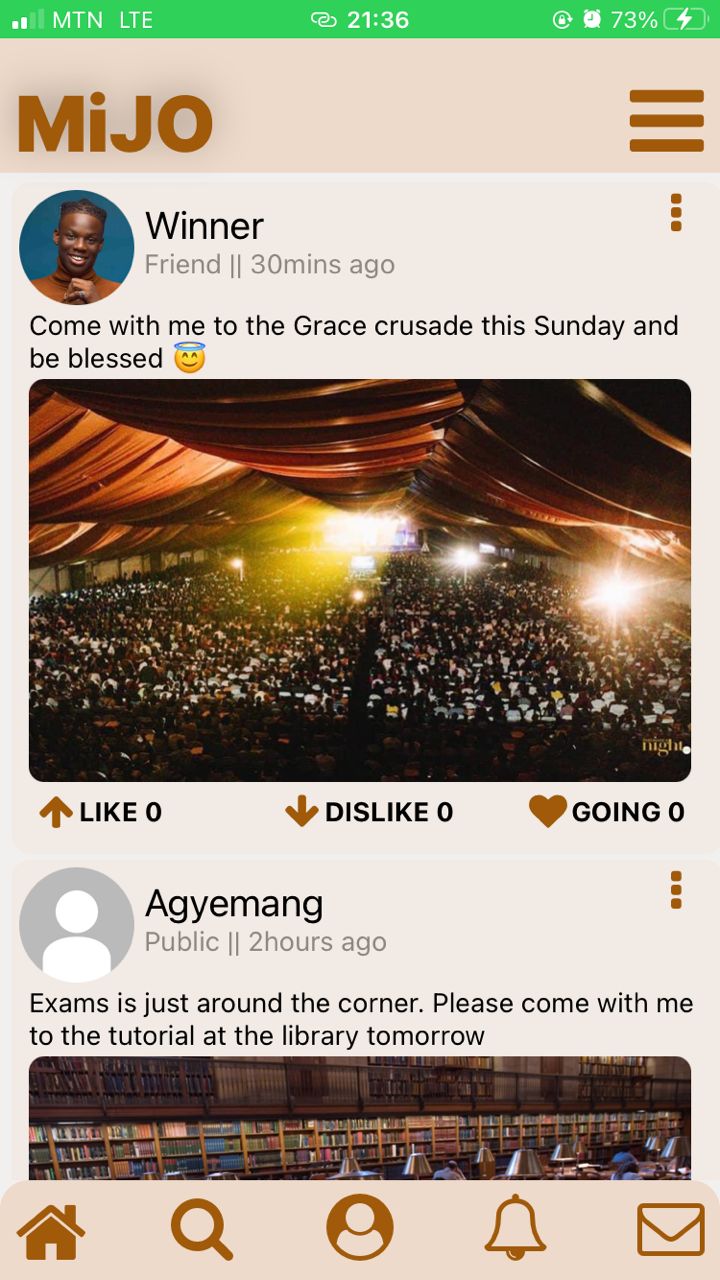 MTN LTE 21:36 73%
MiJO
Winner
Friend || 30mins ago
Come with me to the Grace crusade this Sunday and
be blessed 😇
night
LIKE 0 DISLIKE 0 GOING 0
Agyemang
Public || 2hours ago
Exams is just around the corner. Please come with me
to the tutorial at the library tomorrow